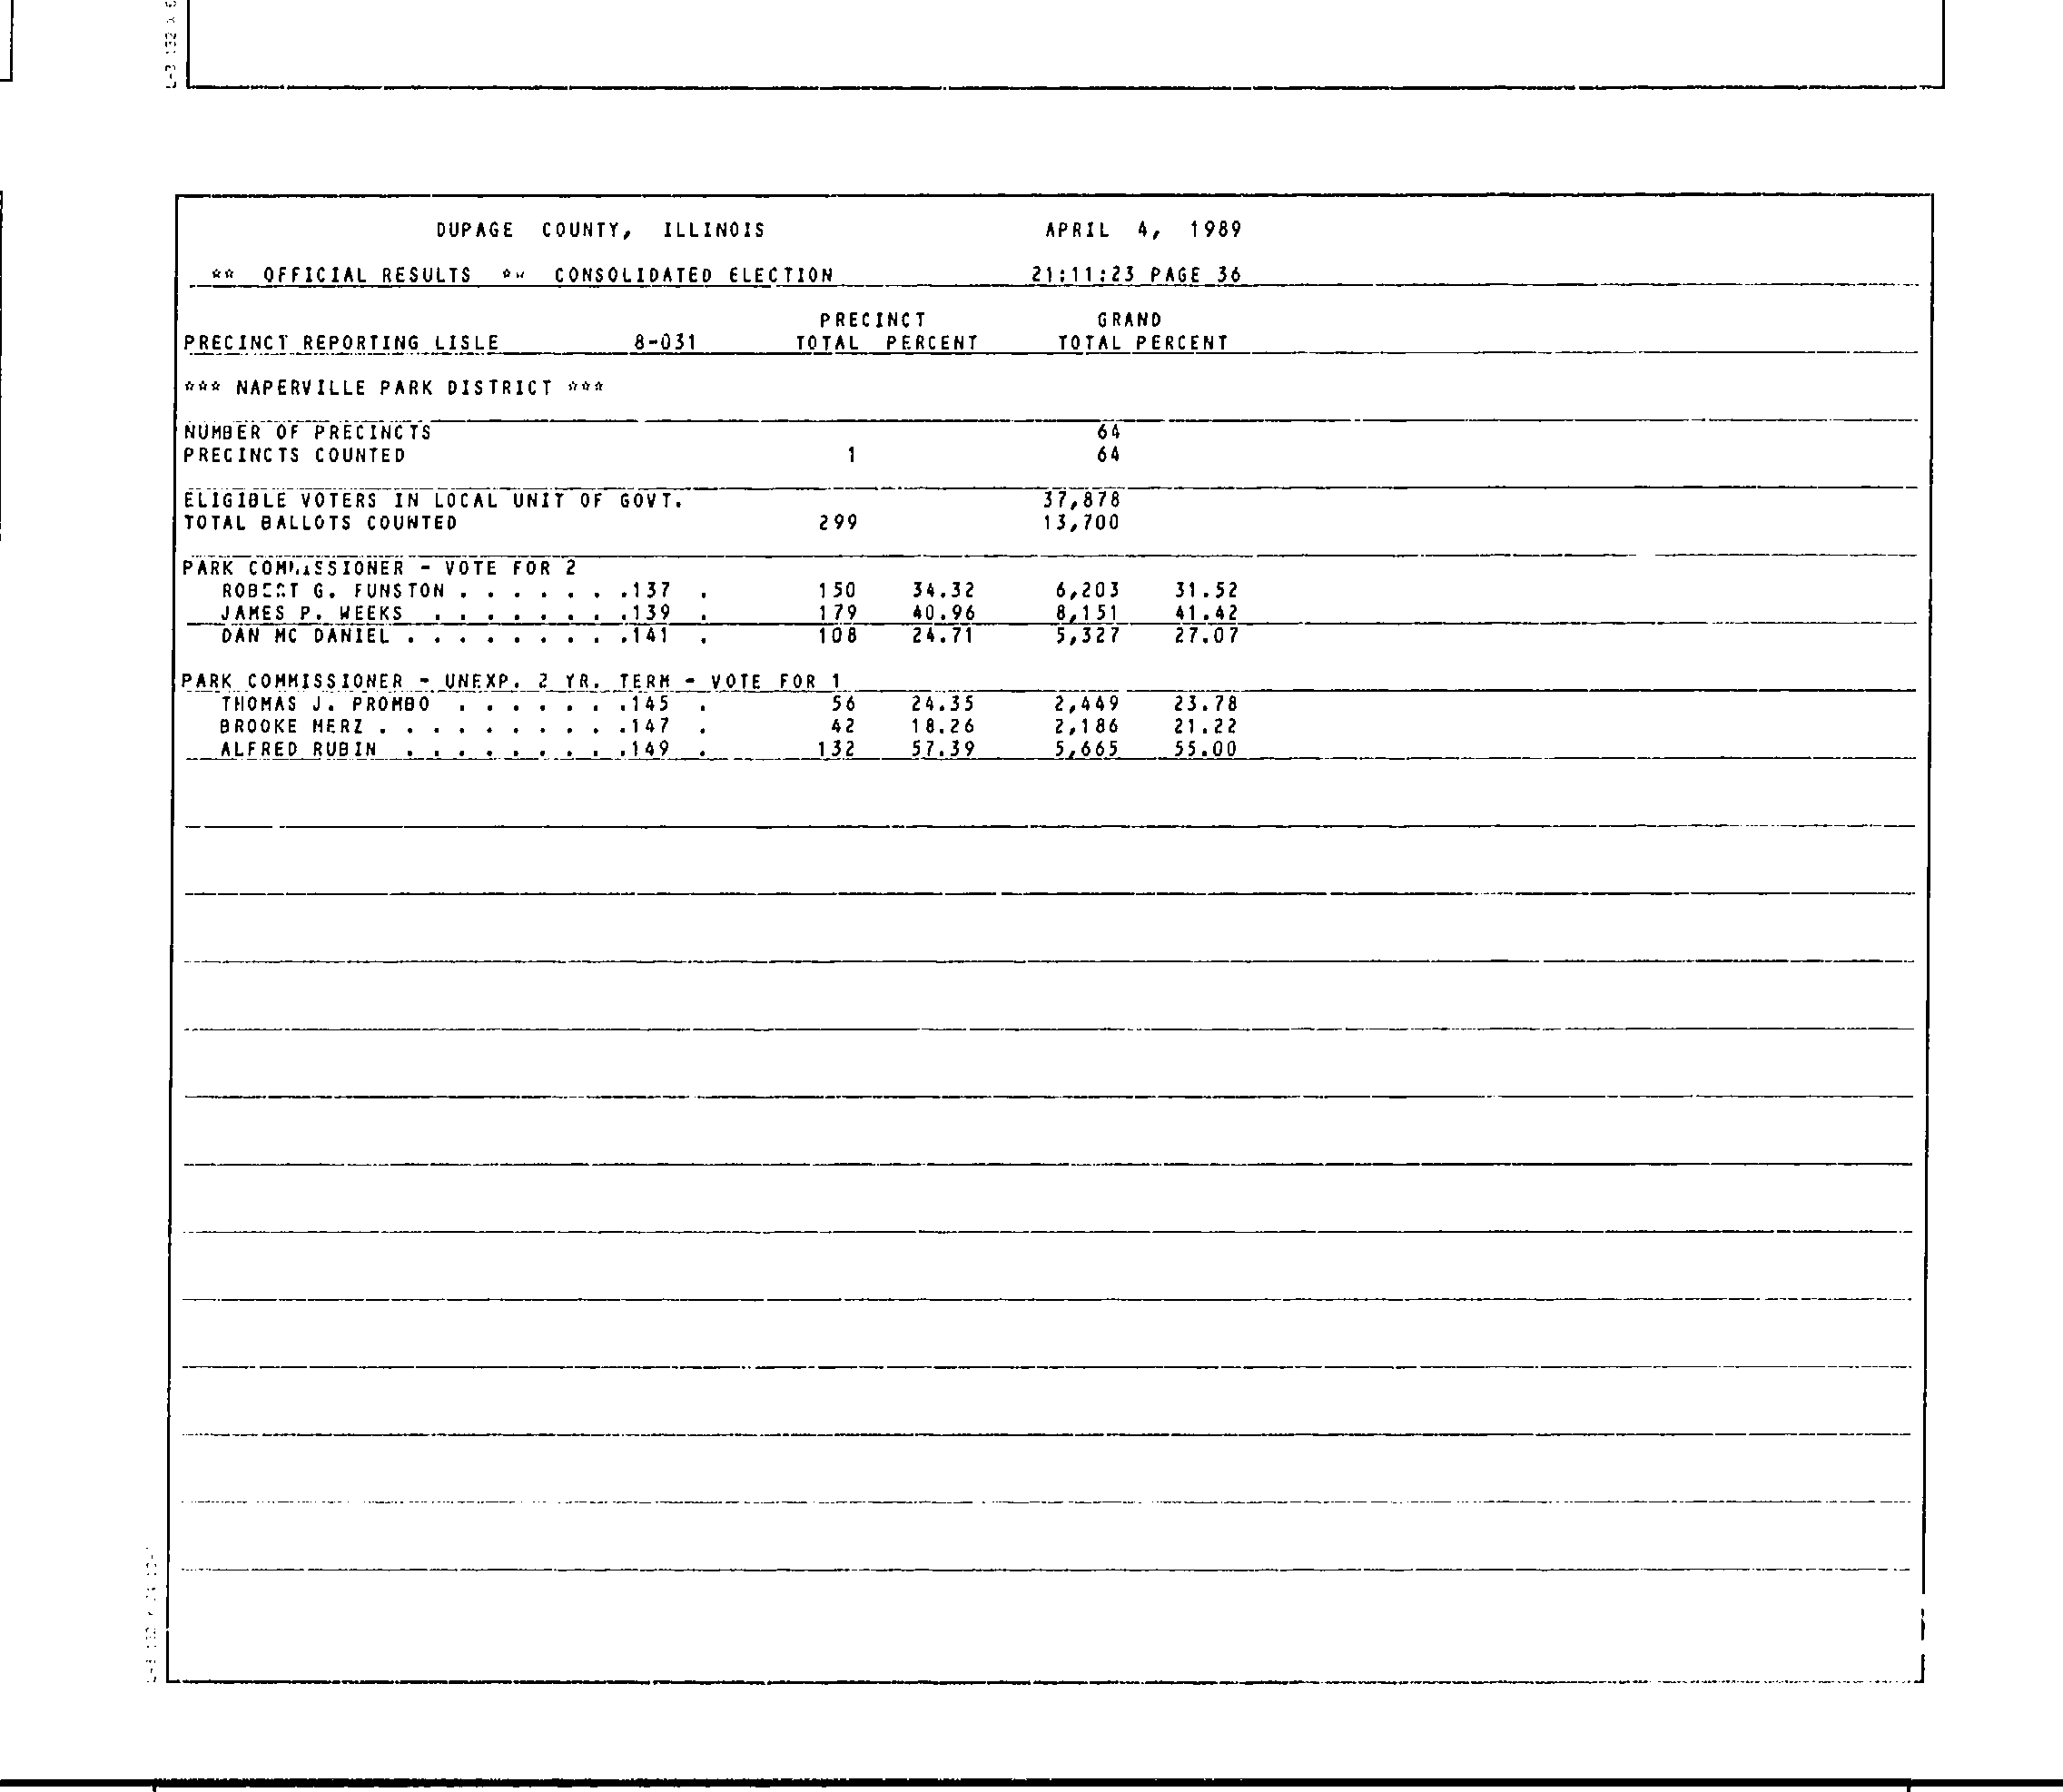 DUPAGE COUNTY, ILLINOIS APRIL 4, 1989
** OFFICIAL RESULTS ** CONSOLIDATED ELECTION 21:11:23 PAGE 36
PRECINCT GRAND
PRECINCT REPORTING LISLE 8-031 TOTAL PERCENT TOTAL PERCENT
*** NAPERVILLE PARK DISTRICT ***
NUMBER OF PRECINCTS 64
PRECINCTS COUNTED 1 64
ELIGIBLE VOTERS IN LOCAL UNIT OF GOVT. 37,878
TOTAL BALLOTS COUNTED 299 13,700
PARK COMMISSIONER - VOTE FOR 2
ROBERT G. FUNSTON . . . . . . .137 . 150 34.32 6,203 31.52
JAMES P. WEEKS . . . . . . . .139 . 179 40.96 8,151 41.42
DAN MC DANIEL . . . . . . . . .141 . 108 24.71 5,327 27.07
PARK COMMISSIONER - UNEXP. 2 YR. TERM - VOTE FOR 1
THOMAS J. PROMBO . . . . . . .145 . 56 24.35 2,449 23.78
BROOKE MERZ . . . . . . . . . .147 . 42 18.26 2,186 21.22
ALFRED RUBIN . . . . . . . . .149 . 132 57.39 5,665 55.00